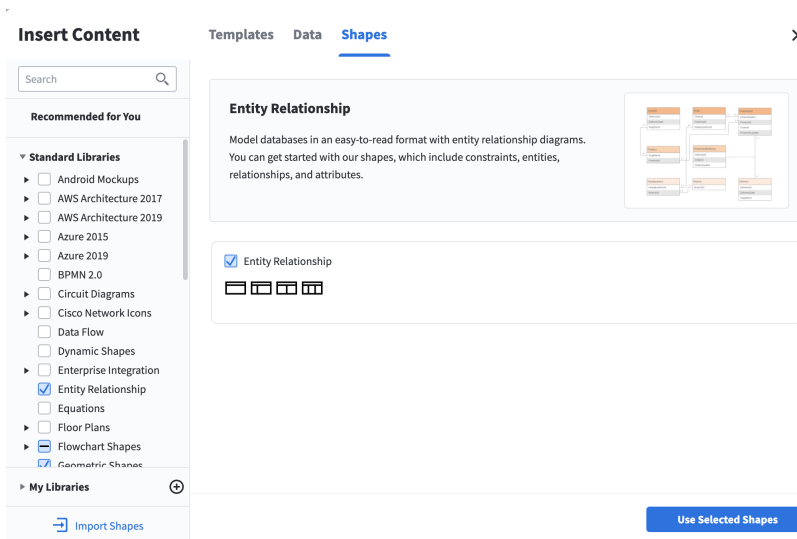 Insert Content
Templates Data Shapes
Search
Recommended for You
Standard Libraries
Android Mockups
AWS Architecture 2017
AWS Architecture 2019
Azure 2015
Azure 2019
BPMN 2.0
Circuit Diagrams
Cisco Network Icons
Data Flow
Dynamic Shapes
Enterprise Integration
Entity Relationship
Equations
Floor Plans
Flowchart Shapes
Geometric Shapes
My Libraries
Import Shapes
Entity Relationship
Model databases in an easy-to-read format with entity relationship diagrams.
You can get started with our shapes, which include constraints, entities,
relationships, and attributes.
Entity Relationship
Use Selected Shapes